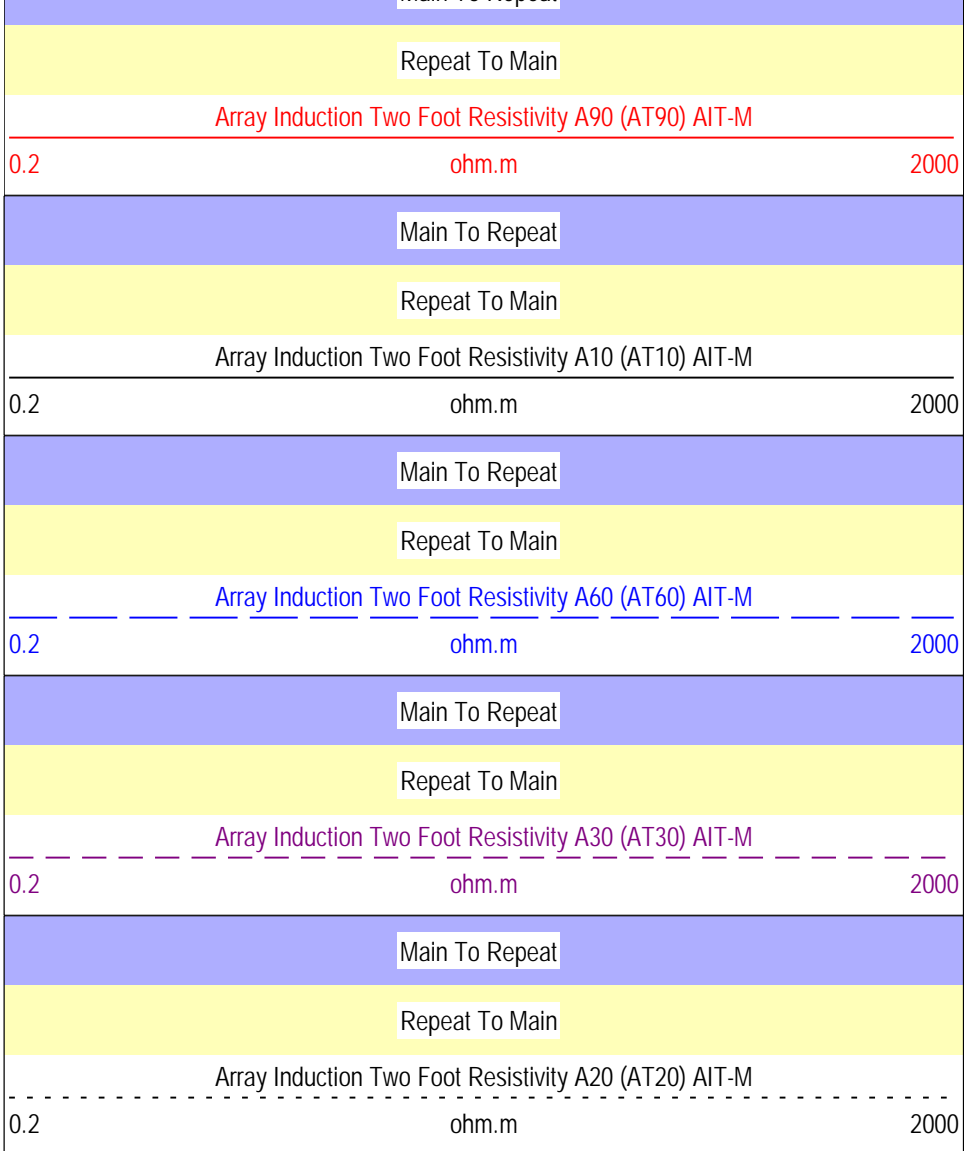 Main To Repeat
Repeat To Main
Array Induction Two Foot Resistivity A90 (AT90) AIT-M
0.2 ohm.m 2000
Main To Repeat
Repeat To Main
Array Induction Two Foot Resistivity A10 (AT10) AIT-M
0.2 ohm.m 2000
Main To Repeat
Repeat To Main
Array Induction Two Foot Resistivity A60 (AT60) AIT-M
0.2 ohm.m 2000
Main To Repeat
Repeat To Main
Array Induction Two Foot Resistivity A30 (AT30) AIT-M
0.2 ohm.m 2000
Main To Repeat
Repeat To Main
Array Induction Two Foot Resistivity A20 (AT20) AIT-M
0.2 ohm.m 2000